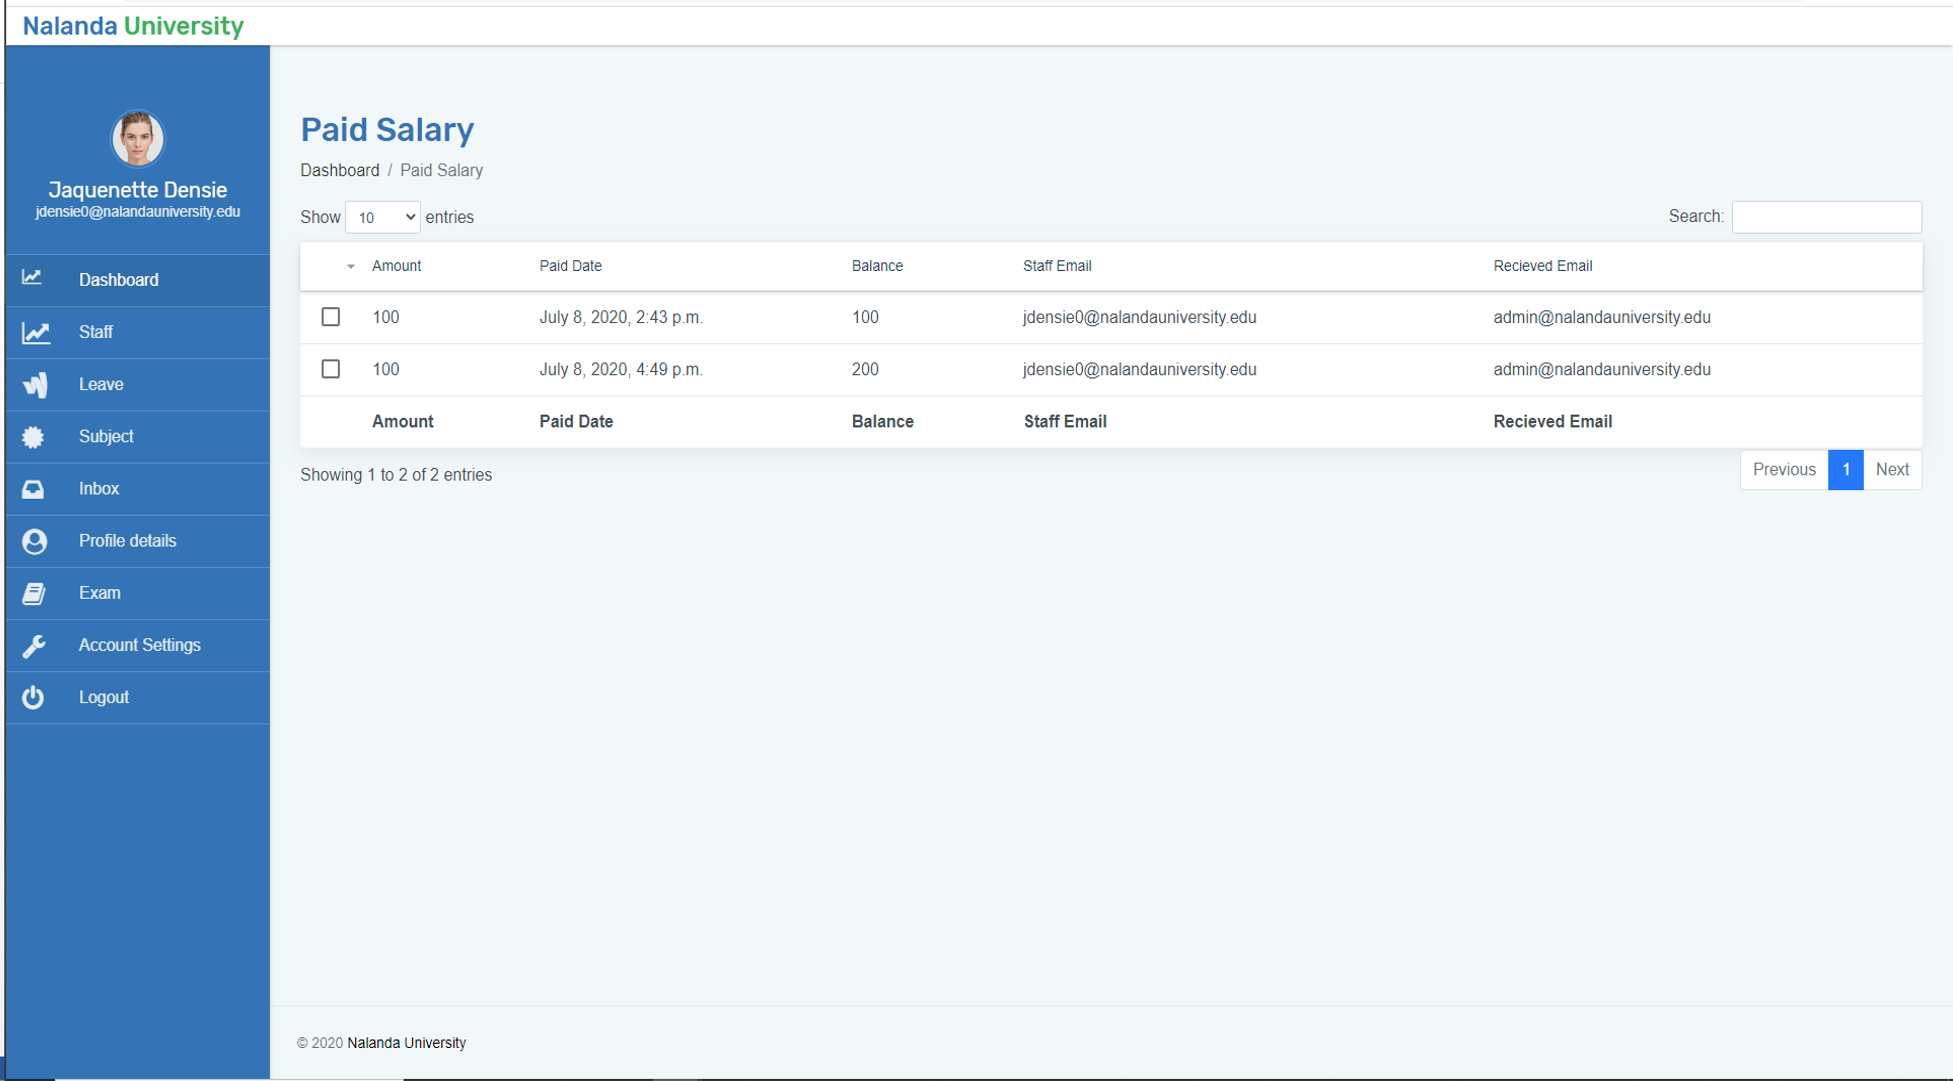 Nalanda University
Jaquenette Densie
jdensie0@nalandauniversity.edu
Dashboard
Staff
Leave
Subject
Inbox
Profile details
Exam
Account Settings
Logout
Paid Salary
Dashboard / Paid Salary
Show 10 entries
Search:
Amount Paid Date Balance Staff Email Recieved Email
100 July 8, 2020, 2:43 p.m. 100 jdensie0@nalandauniversity.edu admin@nalandauniversity.edu
100 July 8, 2020, 4:49 p.m. 200 jdensie0@nalandauniversity.edu admin@nalandauniversity.edu
Amount Paid Date Balance Staff Email Recieved Email
Showing 1 to 2 of 2 entries
Previous 1 Next
© 2020 Nalanda University